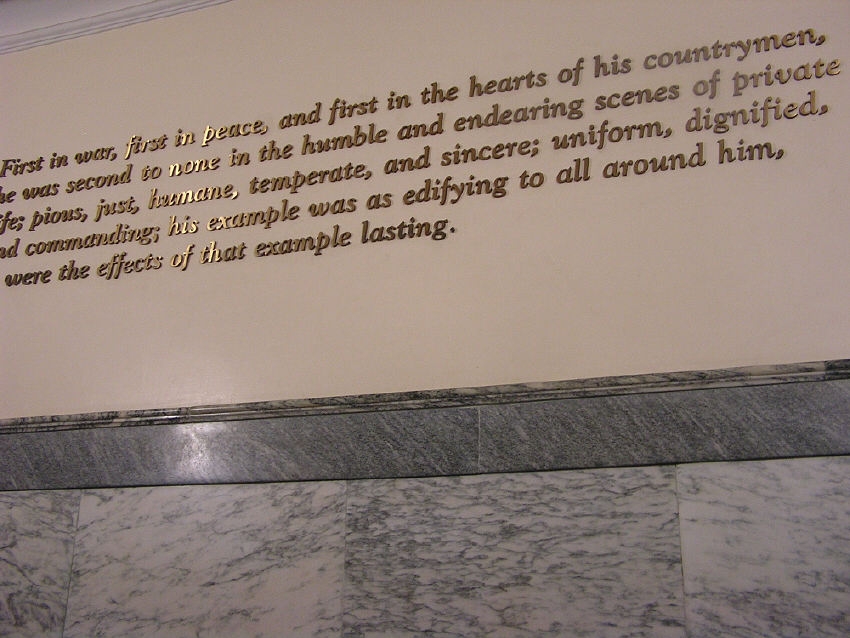 First in war, first in peace, and first in the hearts of his countrymen,
he was second to none in the humble and endearing scenes of private
ife; pious, just, humane, temperate, and sincere; uniform, dignified,
nd commanding; his example was as edifying to all around him,
were the effects of that example lasting.